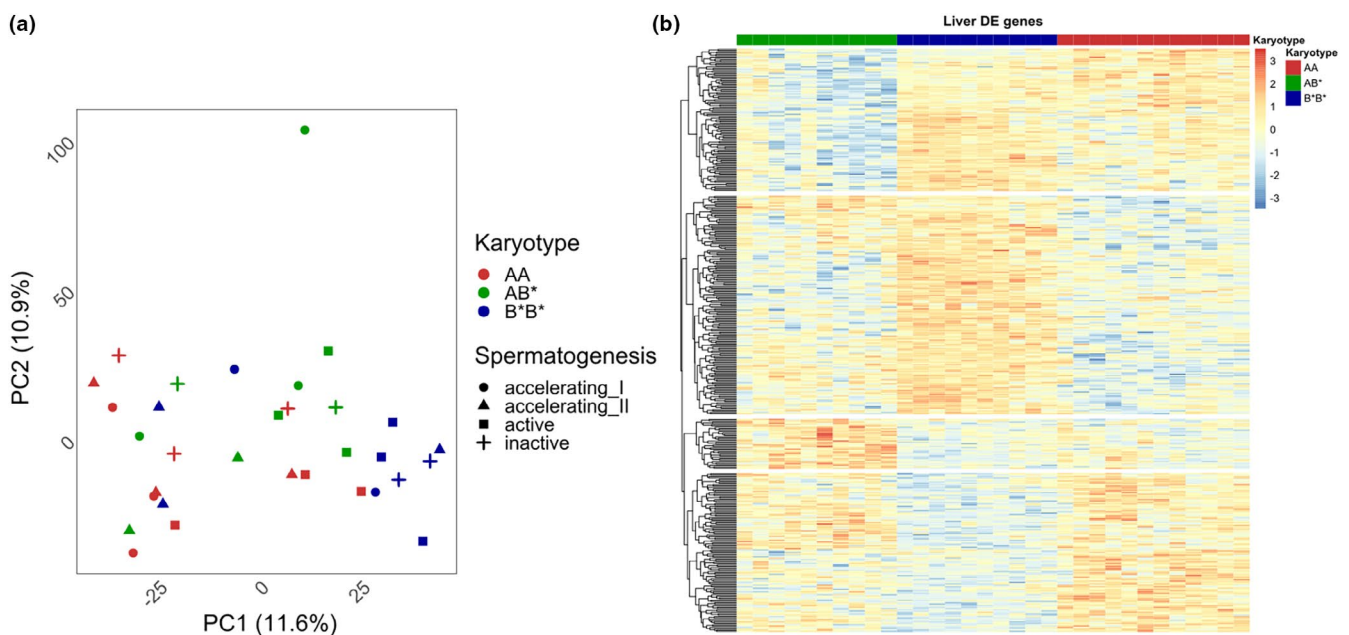 (a)
100
50
0
PC2 (10.9%)
-25
0
25
PC1 (11.6%)
Karyotype
AA
AB*
B*B*
Spermatogenesis
accelerating_I
accelerating_II
active
inactive
(b)
Liver DE genes
Karyotype
3
2
1
0
-1
-2
-3
Karyotype
AA
AB*
B*B*